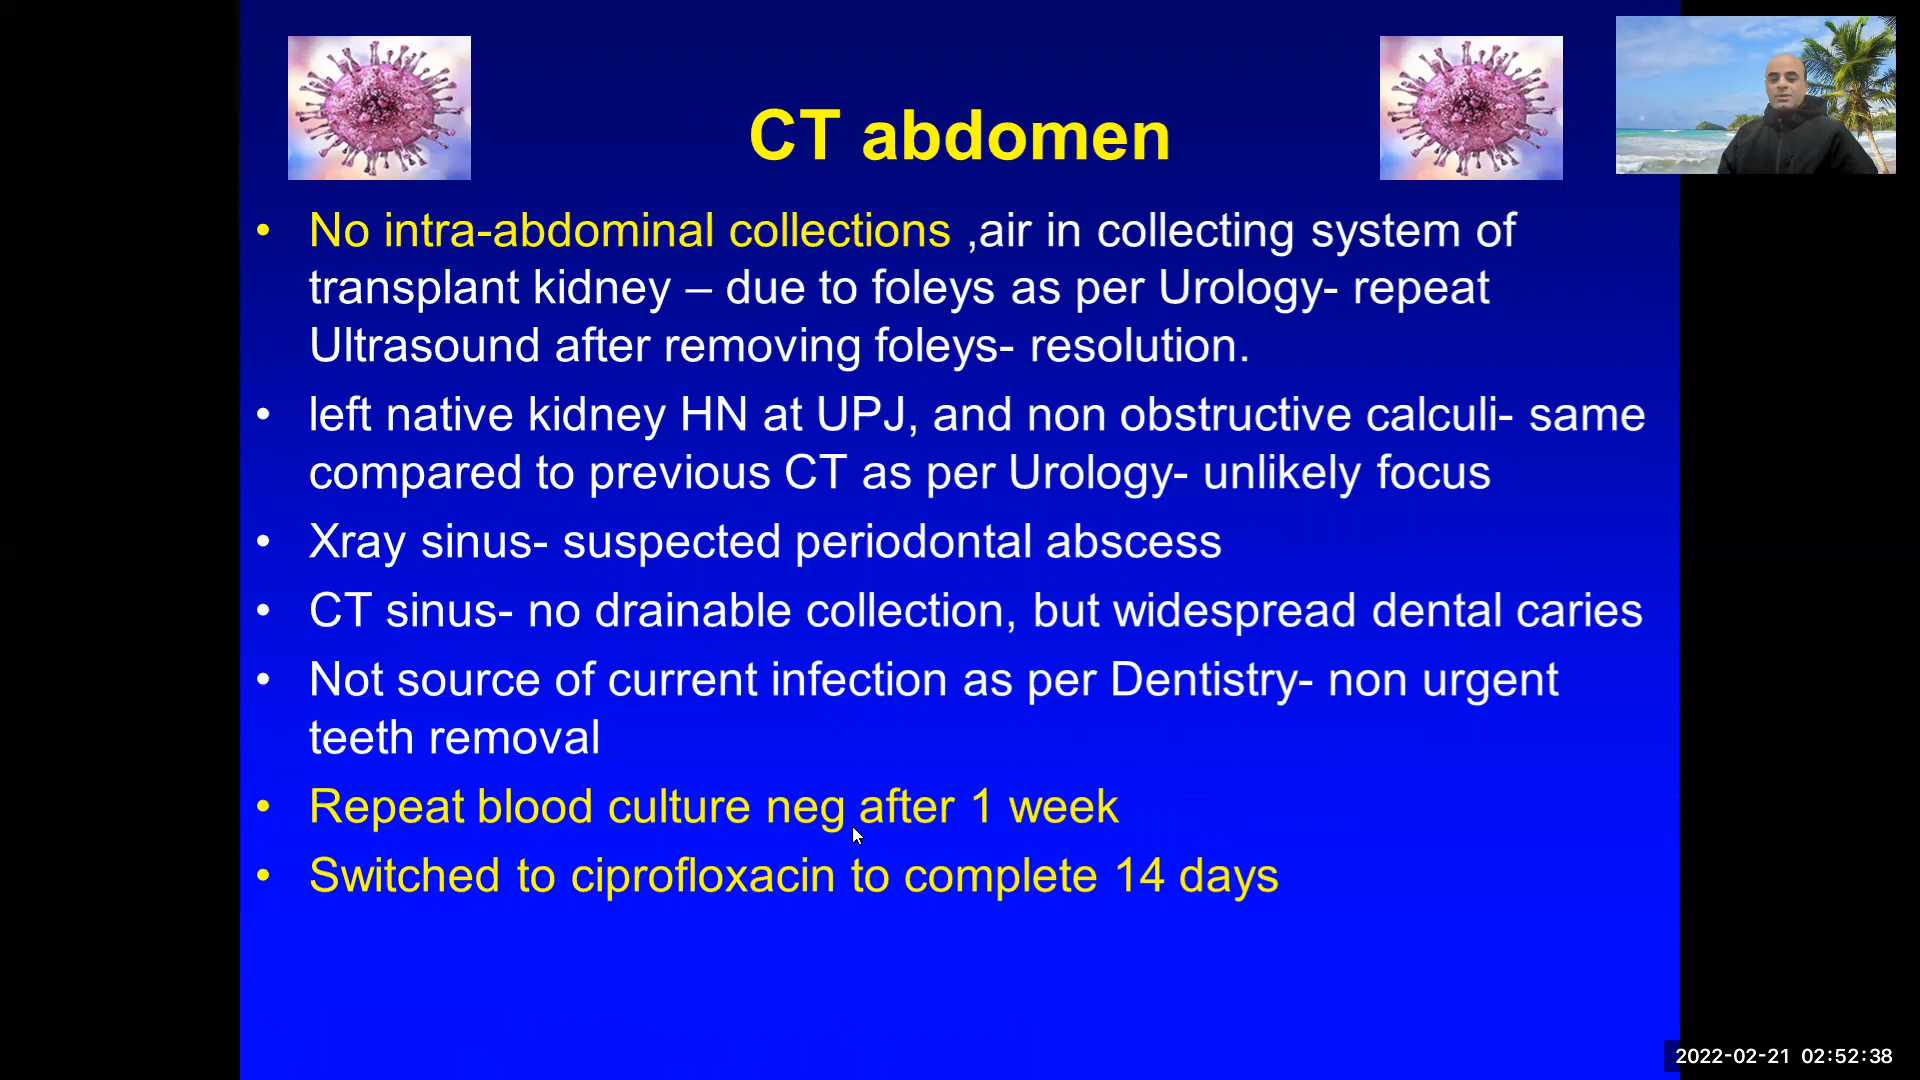 CT abdomen
• No intra-abdominal collections ,air in collecting system of
transplant kidney – due to foleys as per Urology- repeat
Ultrasound after removing foleys- resolution.
• left native kidney HN at UPJ, and non obstructive calculi- same
compared to previous CT as per Urology- unlikely focus
• Xray sinus- suspected periodontal abscess
• CT sinus- no drainable collection, but widespread dental caries
• Not source of current infection as per Dentistry- non urgent
teeth removal
• Repeat blood culture neg after 1 week
• Switched to ciprofloxacin to complete 14 days
2022-02-21 02:52:38